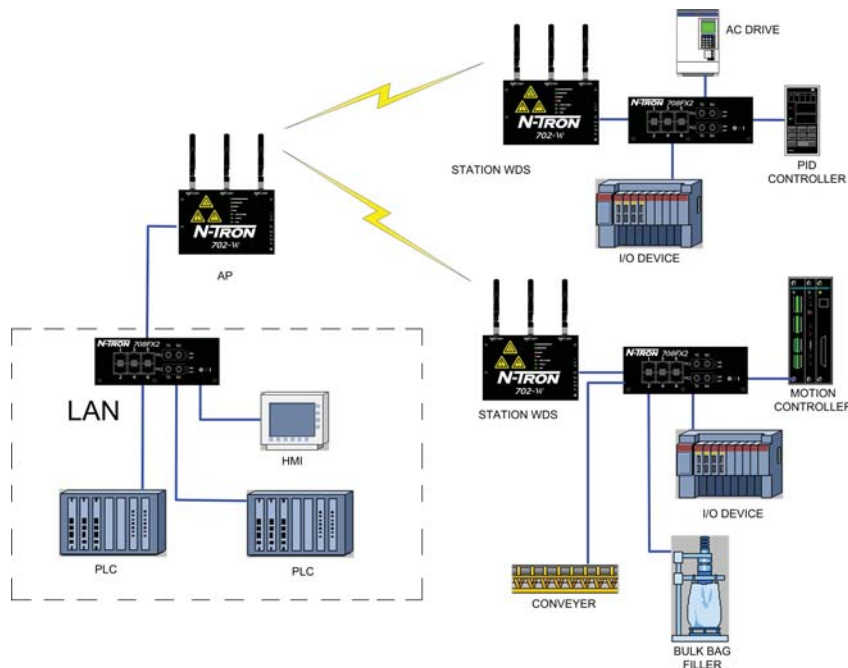 AC DRIVE
N-TRON
702-W
STATION WDS
N-TRON 708FX2
PID
CONTROLLER
I/O DEVICE
N-TRON
702-W
AP
N-TRON
702-W
STATION WDS
N-TRON 708FX2
MOTION
CONTROLLER
I/O DEVICE
N-TRON 708FX2
LAN
HMI
PLC
PLC
CONVEYER
BULK BAG
FILLER